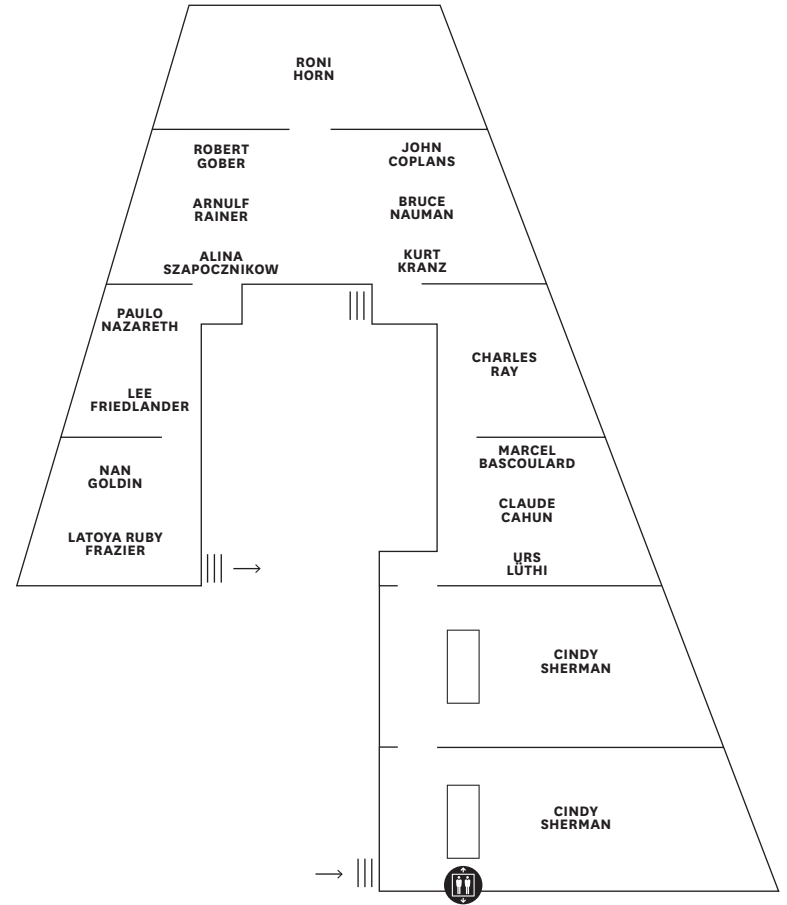 RONI
HORN
ROBERT
GOBER
JOHN
COPLANS
ARNULF
RAINER
BRUCE
NAUMAN
ALINA
SZAPOCZNIKOW
KURT
KRANZ
PAULO
NAZARETH
CHARLES
RAY
LEE
FRIEDLANDER
MARCEL
BASCOULARD
NAN
GOLDIN
CLAUDE
CAHUN
LATOYA RUBY
FRAZIER
URS
LÜTHI
CINDY
SHERMAN
CINDY
SHERMAN